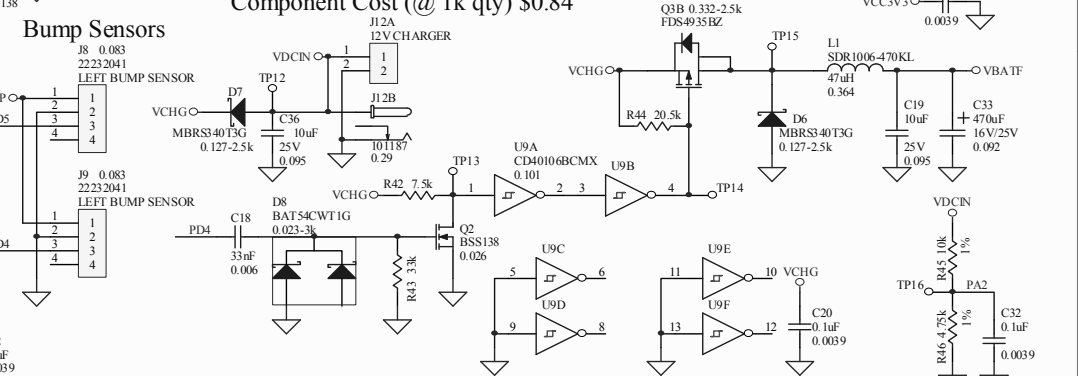 Component Cost (@ 1k qty) $0.84
Bump Sensors
J8 0.083
22232041
LEFT BUMP SENSOR
1
2
3
4
J9 0.083
22232041
LEFT BUMP SENSOR
1
2
3
4
D5
D4
P
138
J12A
12V CHARGER
VDCIN
1
2
J12B
101187
0.29
TP12
VCHG
D7
MBRS340T3G
0.127-2.5k
C36
10uF
25V
0.095
PD4
C18
33nF
0.006
D8
BAT54CWT1G
0.023-3k
R43 33k
VCHG
R42 7.5k
TP13
Q2
BSS138
0.026
U9A
CD40106BCMX
0.101
1
2
U9B
3
4
TP14
U9C
5
6
U9D
9
8
U9E
11
10
U9F
13
12
VCHG
C20
0.1uF
0.0039
Q3B 0.332-2.5k
FDS4935BZ
VCHG
R44 20.5k
TP15
D6
MBRS340T3G
0.127-2.5k
L1
SDR1006-470KL
47uH
0.364
VBATF
C19
10uF
25V
0.095
C33
470uF
16V/25V
0.092
VCC3V3
0.0039
VDCIN
R45 10k
1%
TP16
PA2
R46 4.75k
1%
C32
0.1uF
0.0039
uF
039